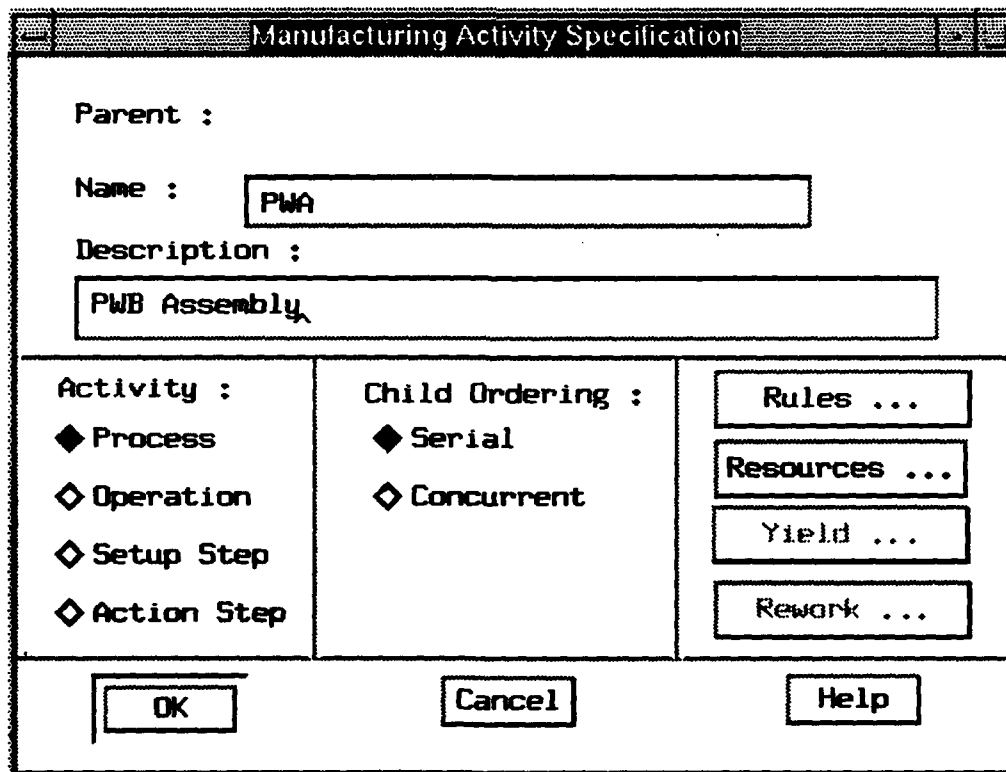 Manufacturing Activity Specification
Parent :
Name : PWA
Description :
PWB Assembly
Activity :
Process
Operation
Setup Step
Action Step
Child Ordering :
Serial
Concurrent
Rules ...
Resources ...
Yield ...
Rework ...
OK
Cancel
Help